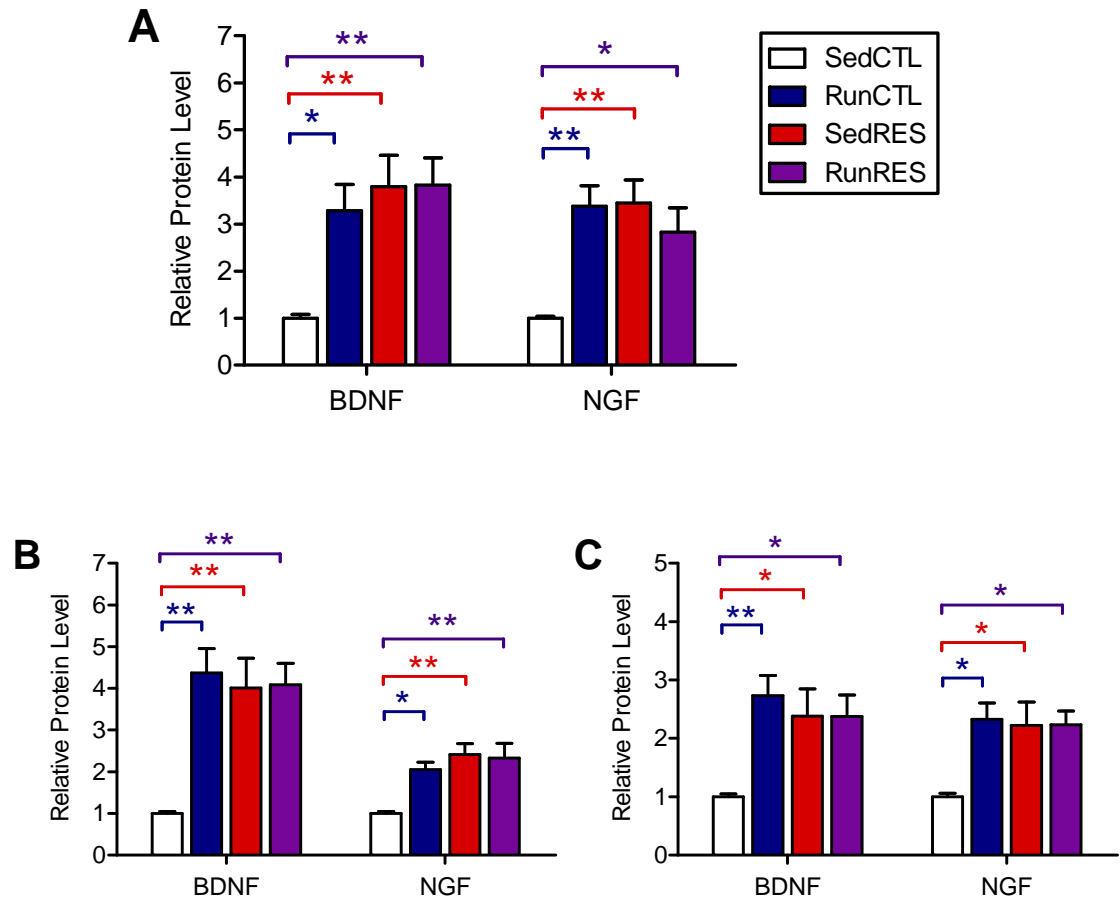 A
Relative Protein Level
7
6
5
4
3
2
1
0
**
**
*
*
**
**
BDNF
NGF
SedCTL
RunCTL
SedRES
RunRES
B
Relative Protein Level
7
6
5
4
3
2
1
0
**
**
**
**
**
*
BDNF
NGF
C
Relative Protein Level
5
4
3
2
1
0
*
*
**
*
*
*
BDNF
NGF